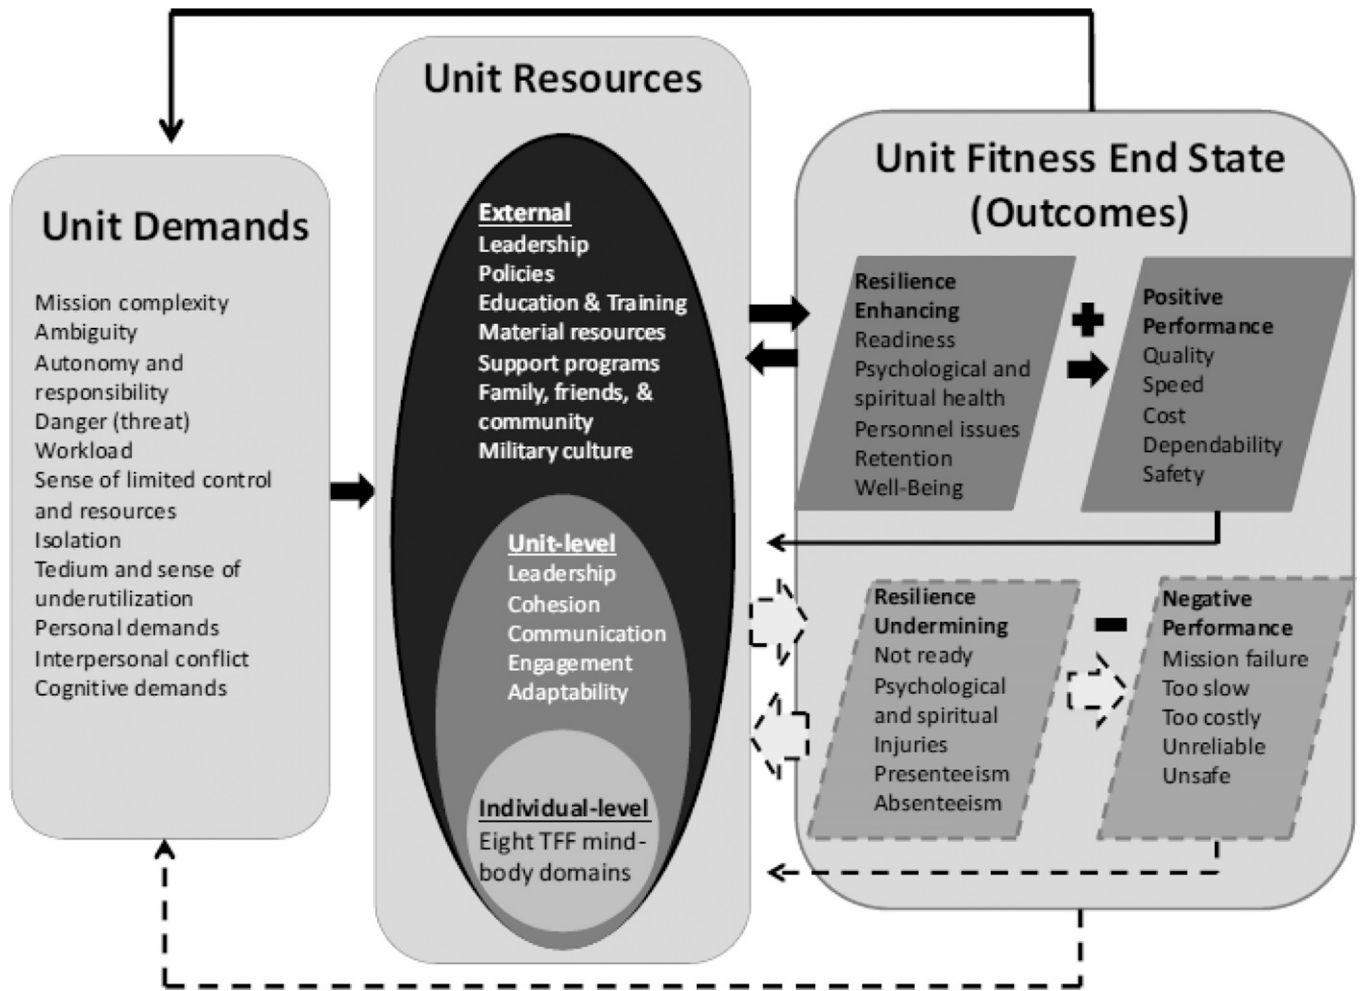 Unit Demands
Mission complexity
Ambiguity
Autonomy and
responsibility
Danger (threat)
Workload
Sense of limited control
and resources
Isolation
Tedium and sense of
underutilization
Personal demands
Interpersonal conflict
Cognitive demands
Unit Resources
External
Leadership
Policies
Education & Training
Material resources
Support programs
Family, friends, &
community
Military culture
Unit-level
Leadership
Cohesion
Communication
Engagement
Adaptability
Individual-level
Eight TFF mind-
body domains
Unit Fitness End State
(Outcomes)
Resilience
Enhancing
Readiness
Psychological and
spiritual health
Personnel issues
Retention
Well-Being
Positive
Performance
Quality
Speed
Cost
Dependability
Safety
Resilience
Undermining
Not ready
Psychological
and spiritual
Injuries
Presenteeism
Absenteeism
Negative
Performance
Mission failure
Too slow
Too costly
Unreliable
Unsafe